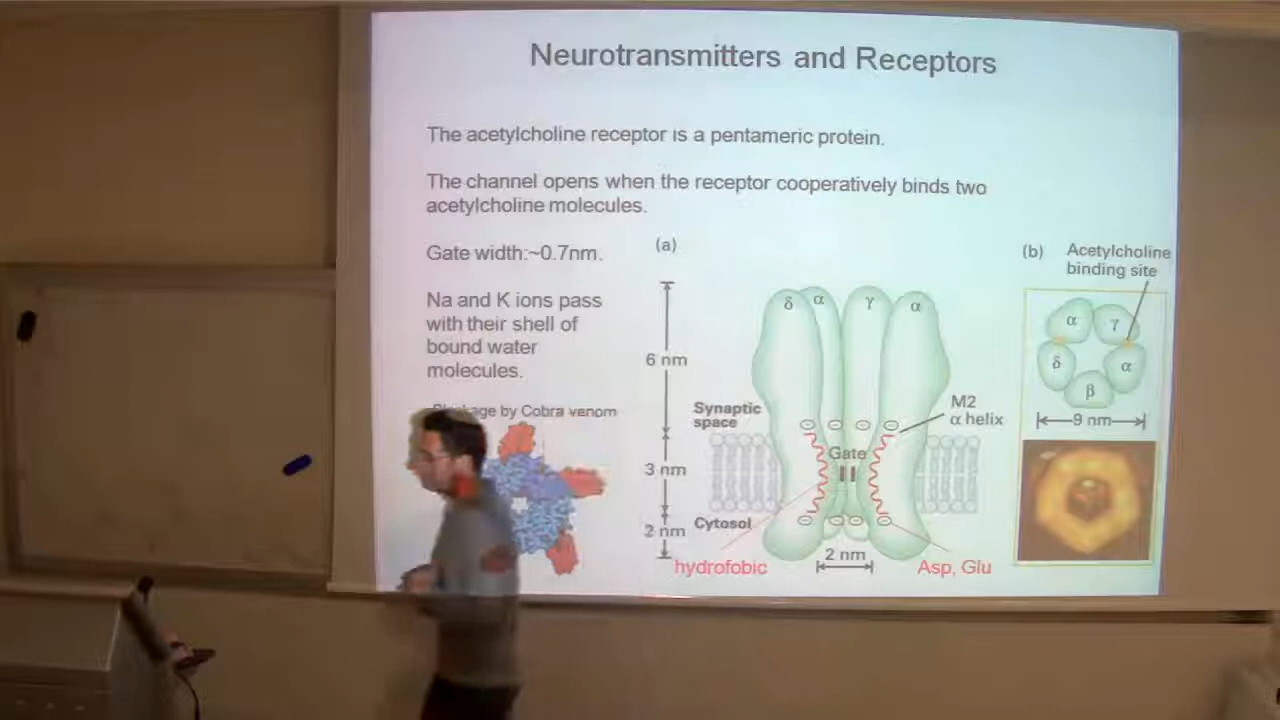 Neurotransmitters and Receptors
The acetylcholine receptor is a pentameric protein.
The channel opens when the receptor cooperatively binds two
acetylcholine molecules.
Gate width:~0.7nm.
Na and K ions pass
with their shell of
bound water
molecules.
by Cobra venom
(a)
6 nm
3 nm
2 nm
δ α γ α
Synaptic
space
Gate
M2
α helix
Cytosol
2 nm
hydrofobic
Asp, Glu
(b)
Acetylcholine
binding site
α γ
δ α
β
9 nm